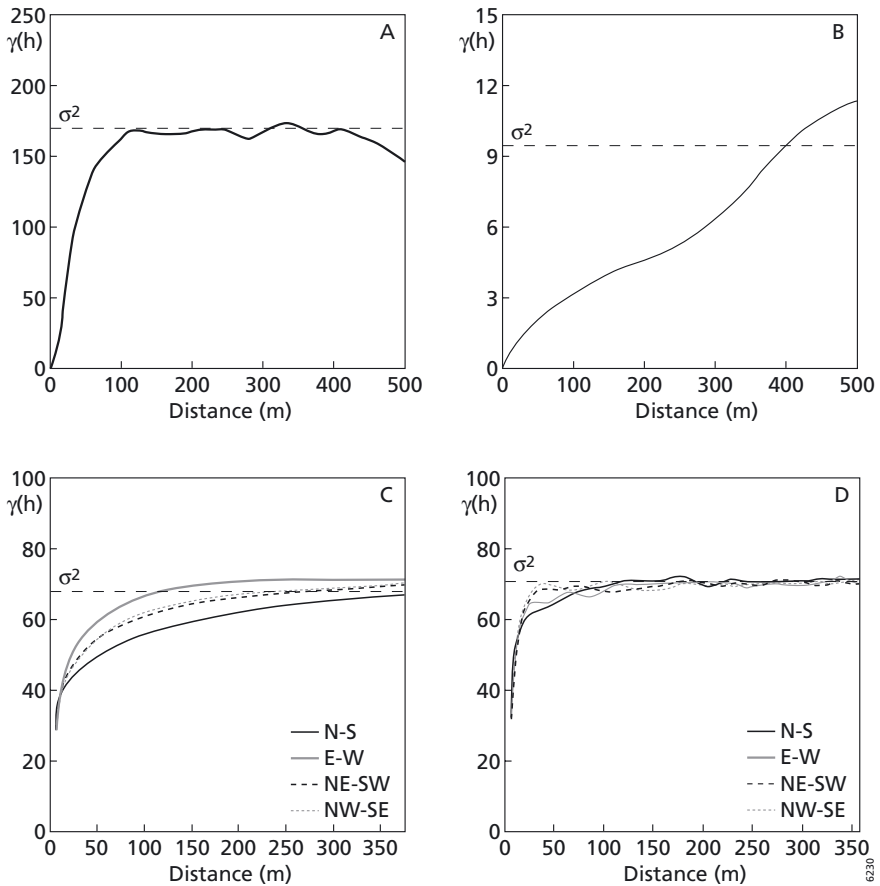 A
γ(h)
250
200
150
100
50
0
σ²
0 100 200 300 400 500
Distance (m)
B
γ(h)
15
12
9
6
3
0
σ²
0 100 200 300 400 500
Distance (m)
C
γ(h)
100
80
60
40
20
0
σ²
N-S
E-W
NE-SW
NW-SE
0 50 100 150 200 250 300 350
Distance (m)
D
γ(h)
100
80
60
40
20
0
σ²
N-S
E-W
NE-SW
NW-SE
0 50 100 150 200 250 300 350
Distance (m)
6230